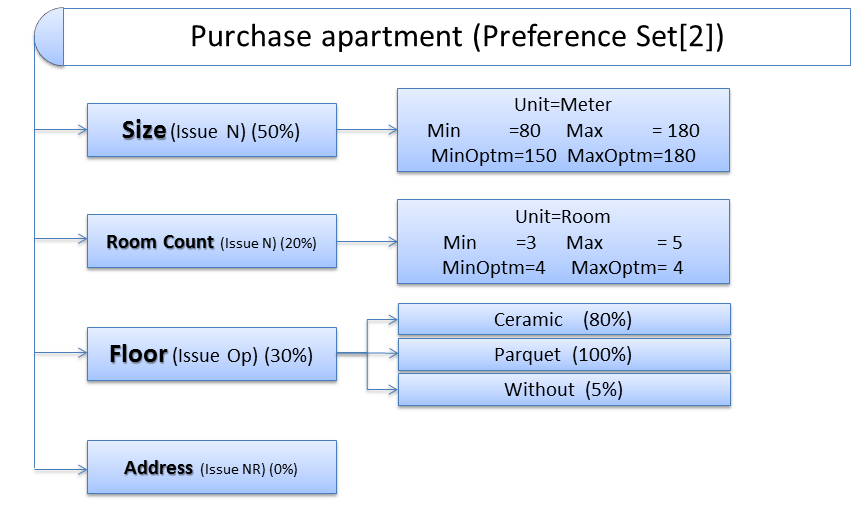 Purchase apartment (Preference Set[2])
Size (Issue N) (50%)
Unit=Meter
Min =80 Max = 180
MinOptm=150 MaxOptm=180
Room Count (Issue N) (20%)
Unit=Room
Min =3 Max = 5
MinOptm=4 MaxOptm= 4
Floor (Issue Op) (30%)
Ceramic (80%)
Parquet (100%)
Without (5%)
Address (Issue NR) (0%)